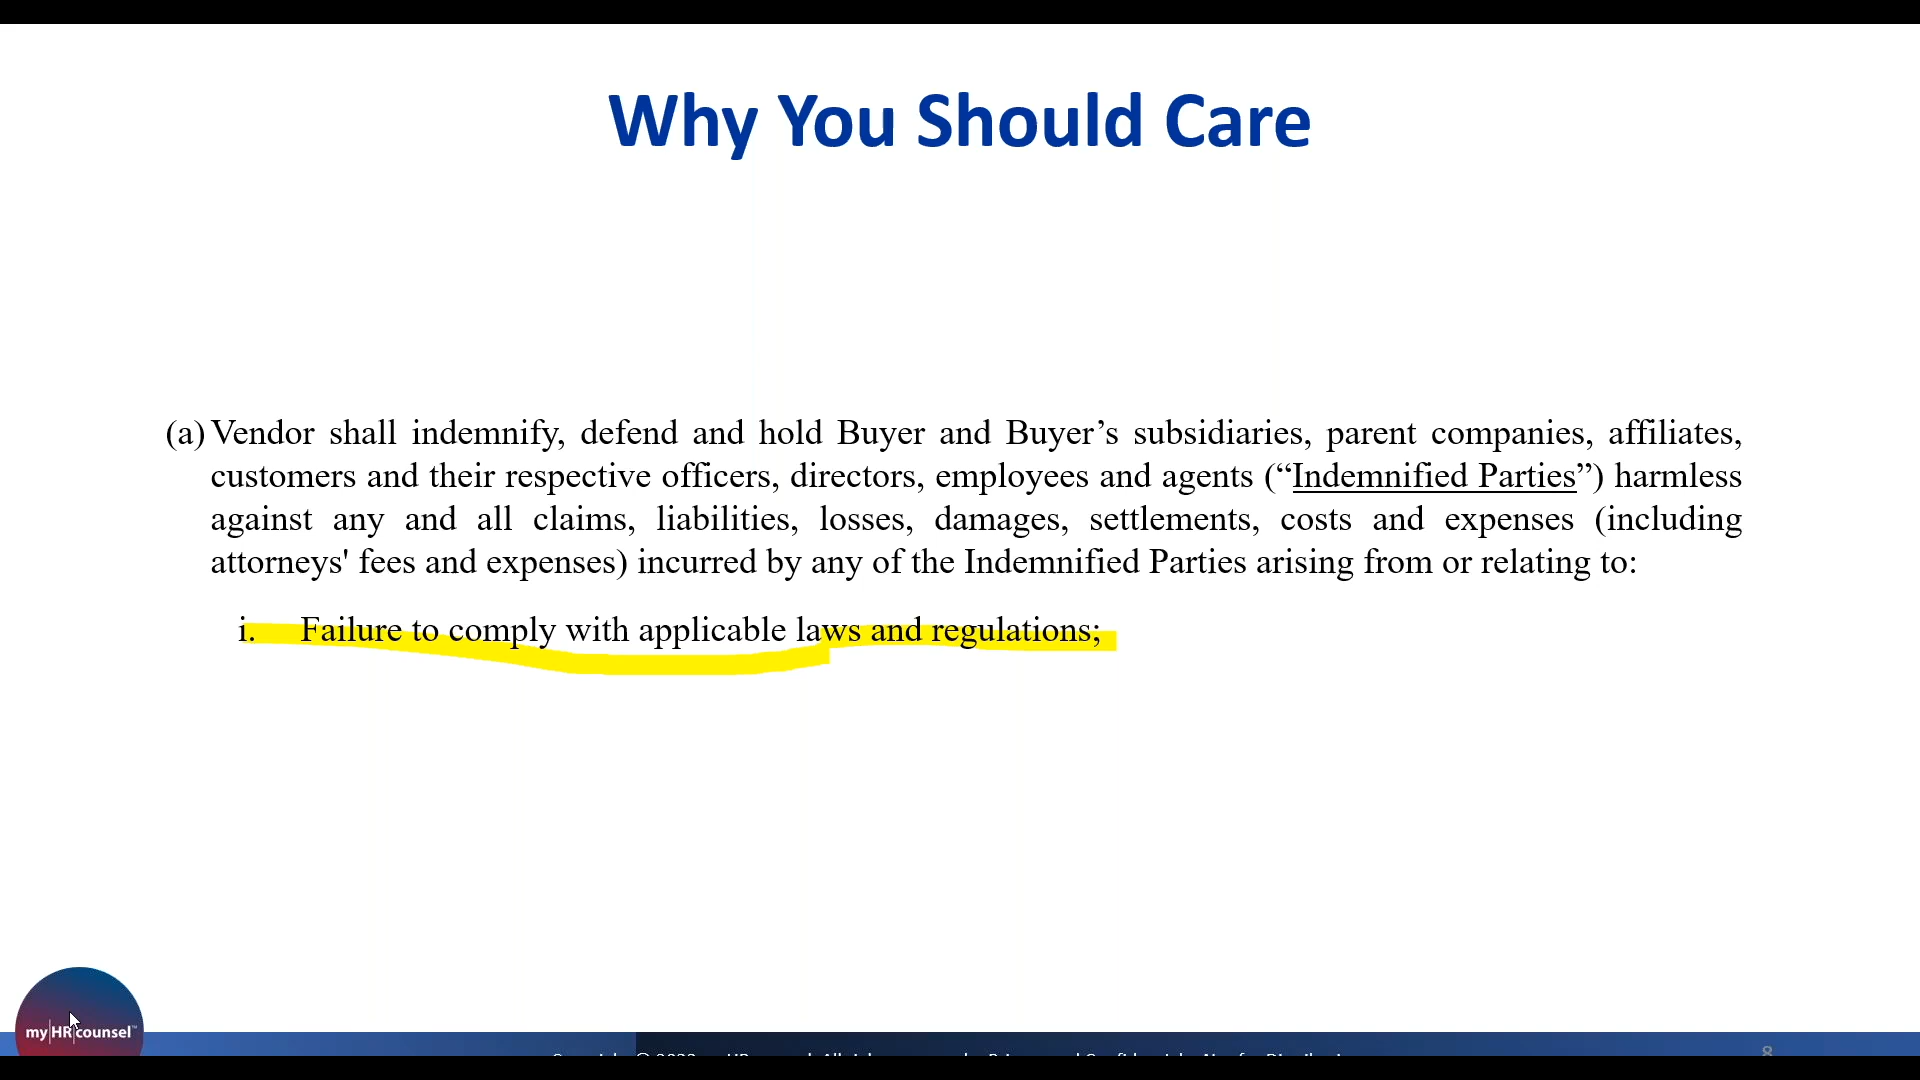 Why You Should Care
(a) Vendor shall indemnify, defend and hold Buyer and Buyer’s subsidiaries, parent companies, affiliates,
customers and their respective officers, directors, employees and agents (“Indemnified Parties”) harmless
against any and all claims, liabilities, losses, damages, settlements, costs and expenses (including
attorneys' fees and expenses) incurred by any of the Indemnified Parties arising from or relating to:
i. Failure to comply with applicable laws and regulations;
my|HR|counsel™
8